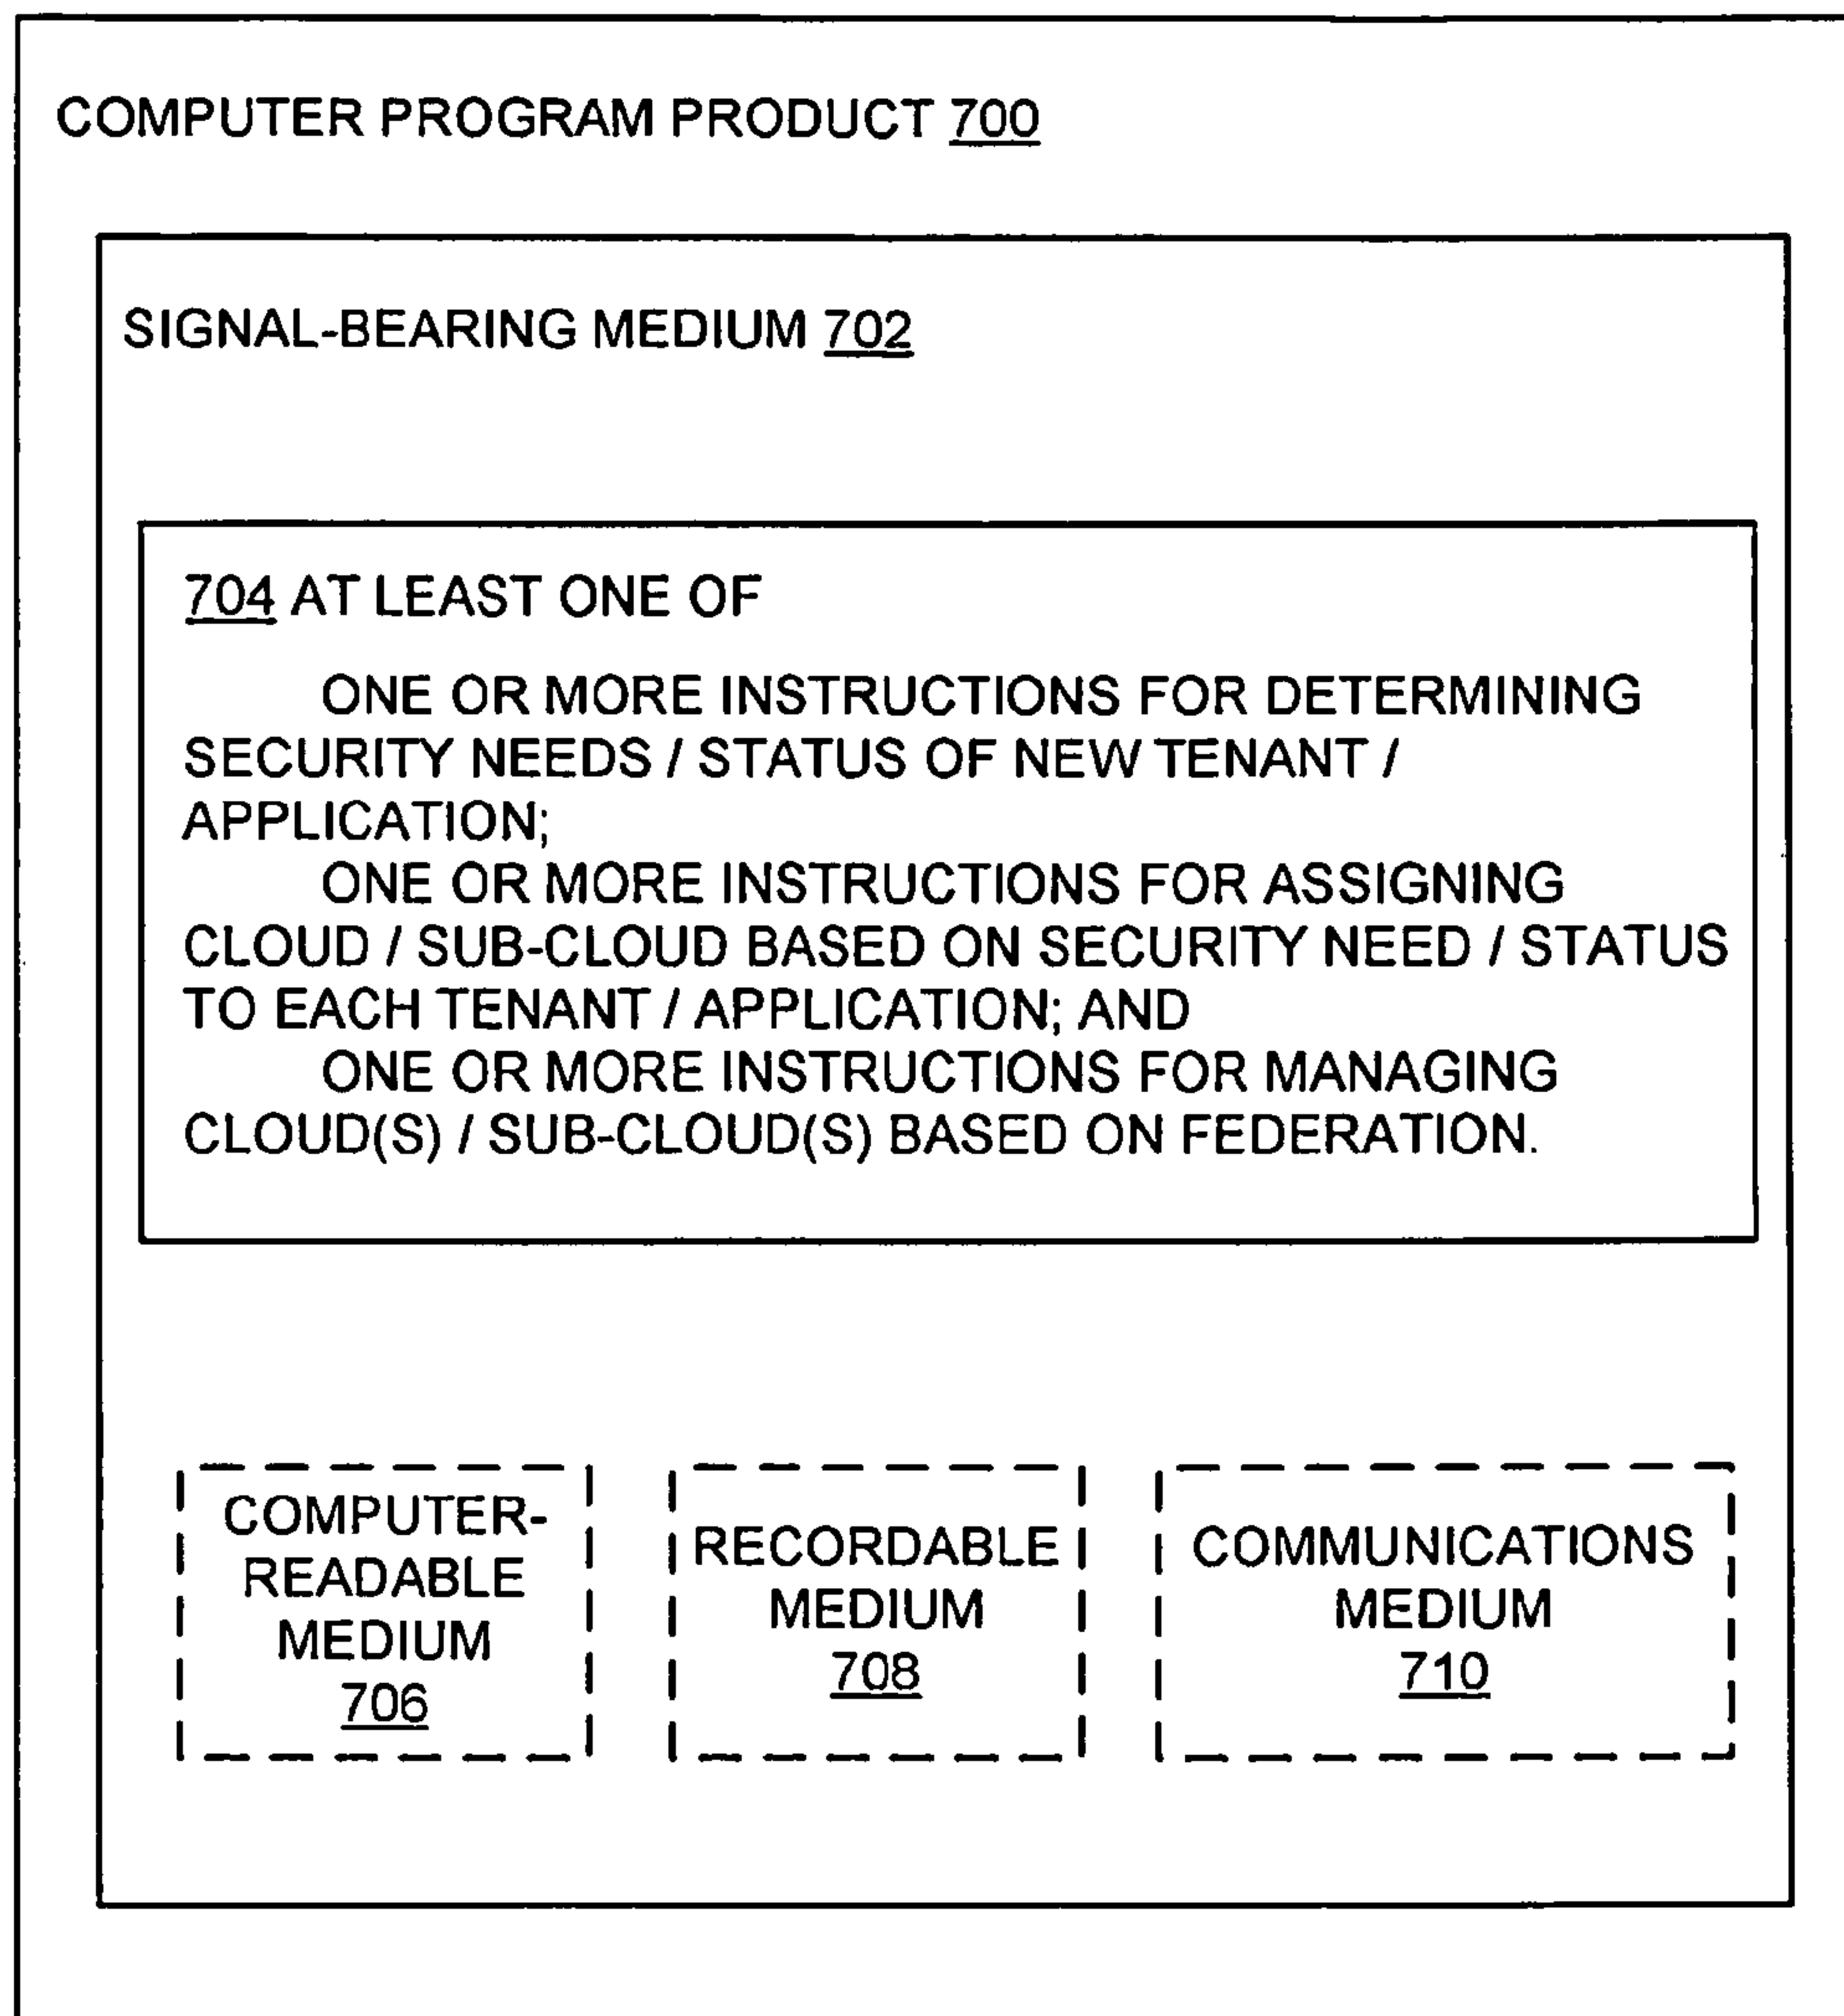 COMPUTER PROGRAM PRODUCT 700
SIGNAL-BEARING MEDIUM 702
704 AT LEAST ONE OF
ONE OR MORE INSTRUCTIONS FOR DETERMINING
SECURITY NEEDS / STATUS OF NEW TENANT /
APPLICATION;
ONE OR MORE INSTRUCTIONS FOR ASSIGNING
CLOUD / SUB-CLOUD BASED ON SECURITY NEED / STATUS
TO EACH TENANT / APPLICATION; AND
ONE OR MORE INSTRUCTIONS FOR MANAGING
CLOUD(S) / SUB-CLOUD(S) BASED ON FEDERATION.
COMPUTER-
READABLE
MEDIUM
706
RECORDABLE
MEDIUM
708
COMMUNICATIONS
MEDIUM
710